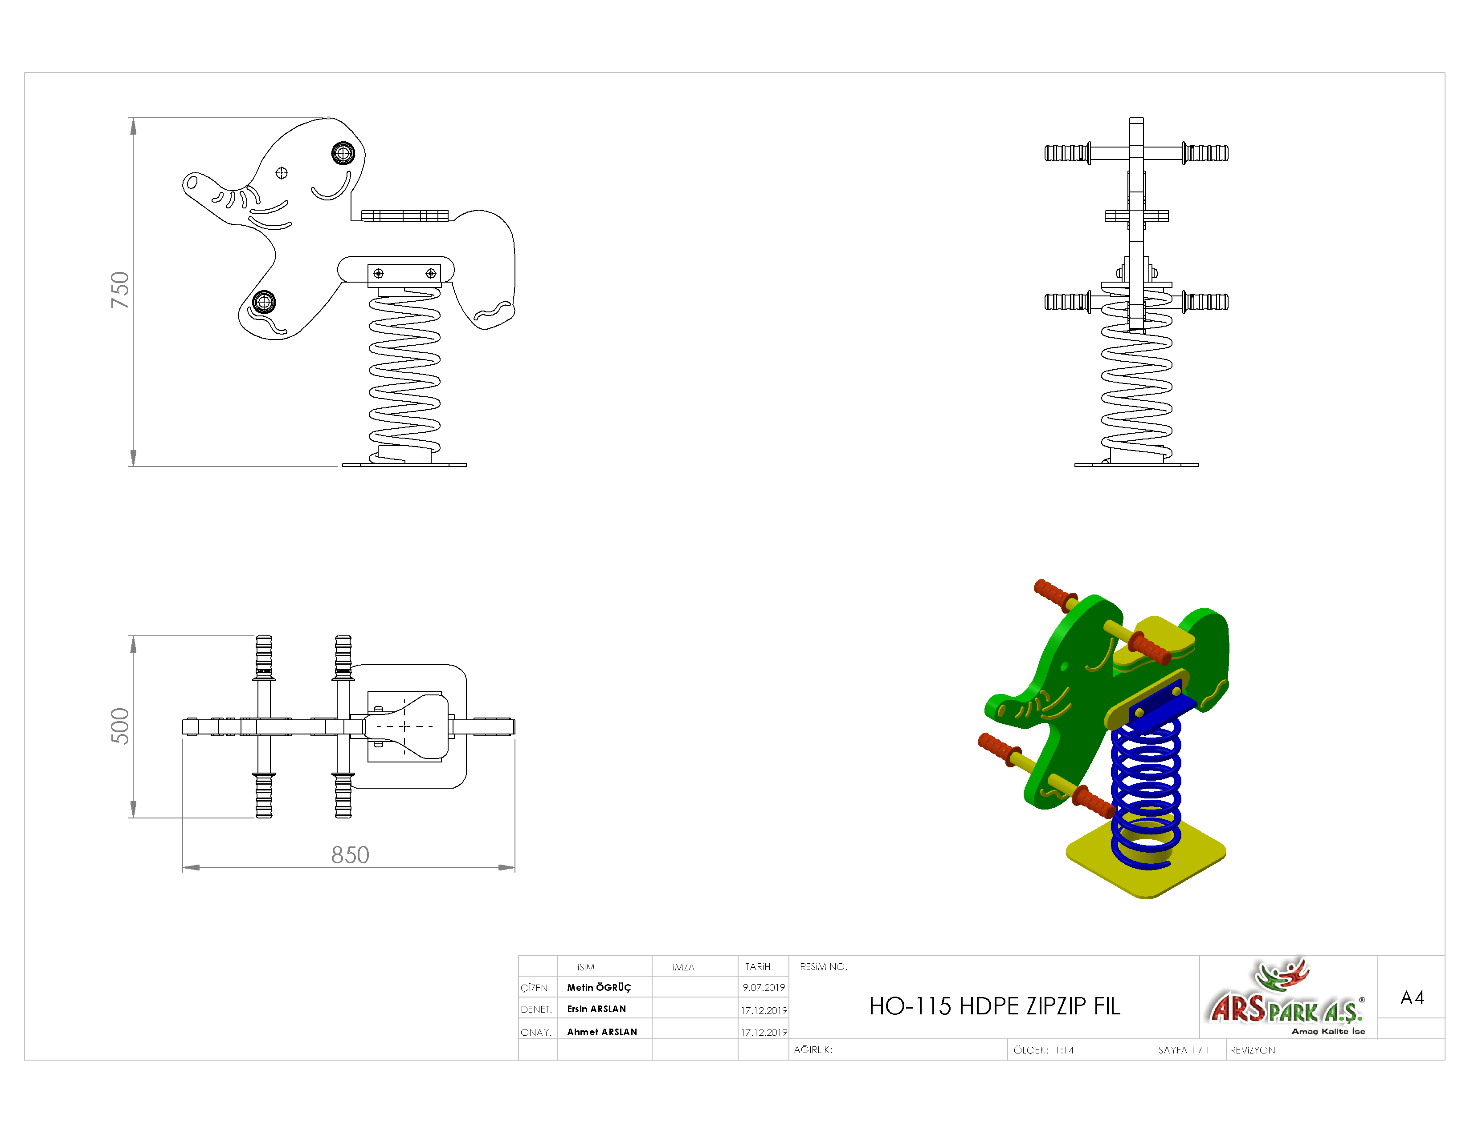 750
500
850
İSİM
İMZA
TARİH
RESİM NO:
ÇİZEN
Metin ÖGRÜÇ
9.07.2019
DENET.
Ersin ARSLAN
17.12.2019
ONAY.
Ahmet ARSLAN
17.12.2019
HO-115 HDPE ZIPZIP FIL
ARSPARK A.Ş.®
Amaç Kalite İse
A4
AĞIRLIK:
ÖLÇEK: 1:14
SAYFA 1 / 1
REVİZYON